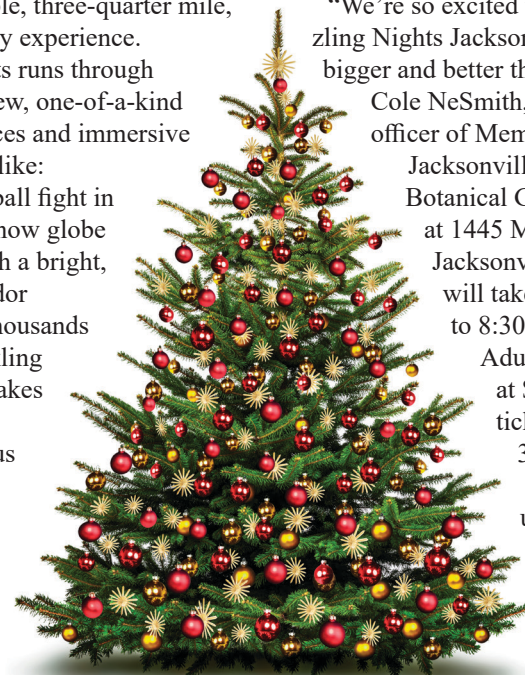 le, three-quarter mile,
y experience.
ts runs through
ew, one-of-a-kind
ces and immersive
like:
ball fight in
now globe
h a bright,
dor
housands
ling
akes
us
"We're so excited
zling Nights Jackson
bigger and better th
Cole NeSmith,
officer of Mem
Jacksonvill
Botanical G
at 1445 M
Jacksonv
will take
to 8:30
Adu
at $
tick
3
u